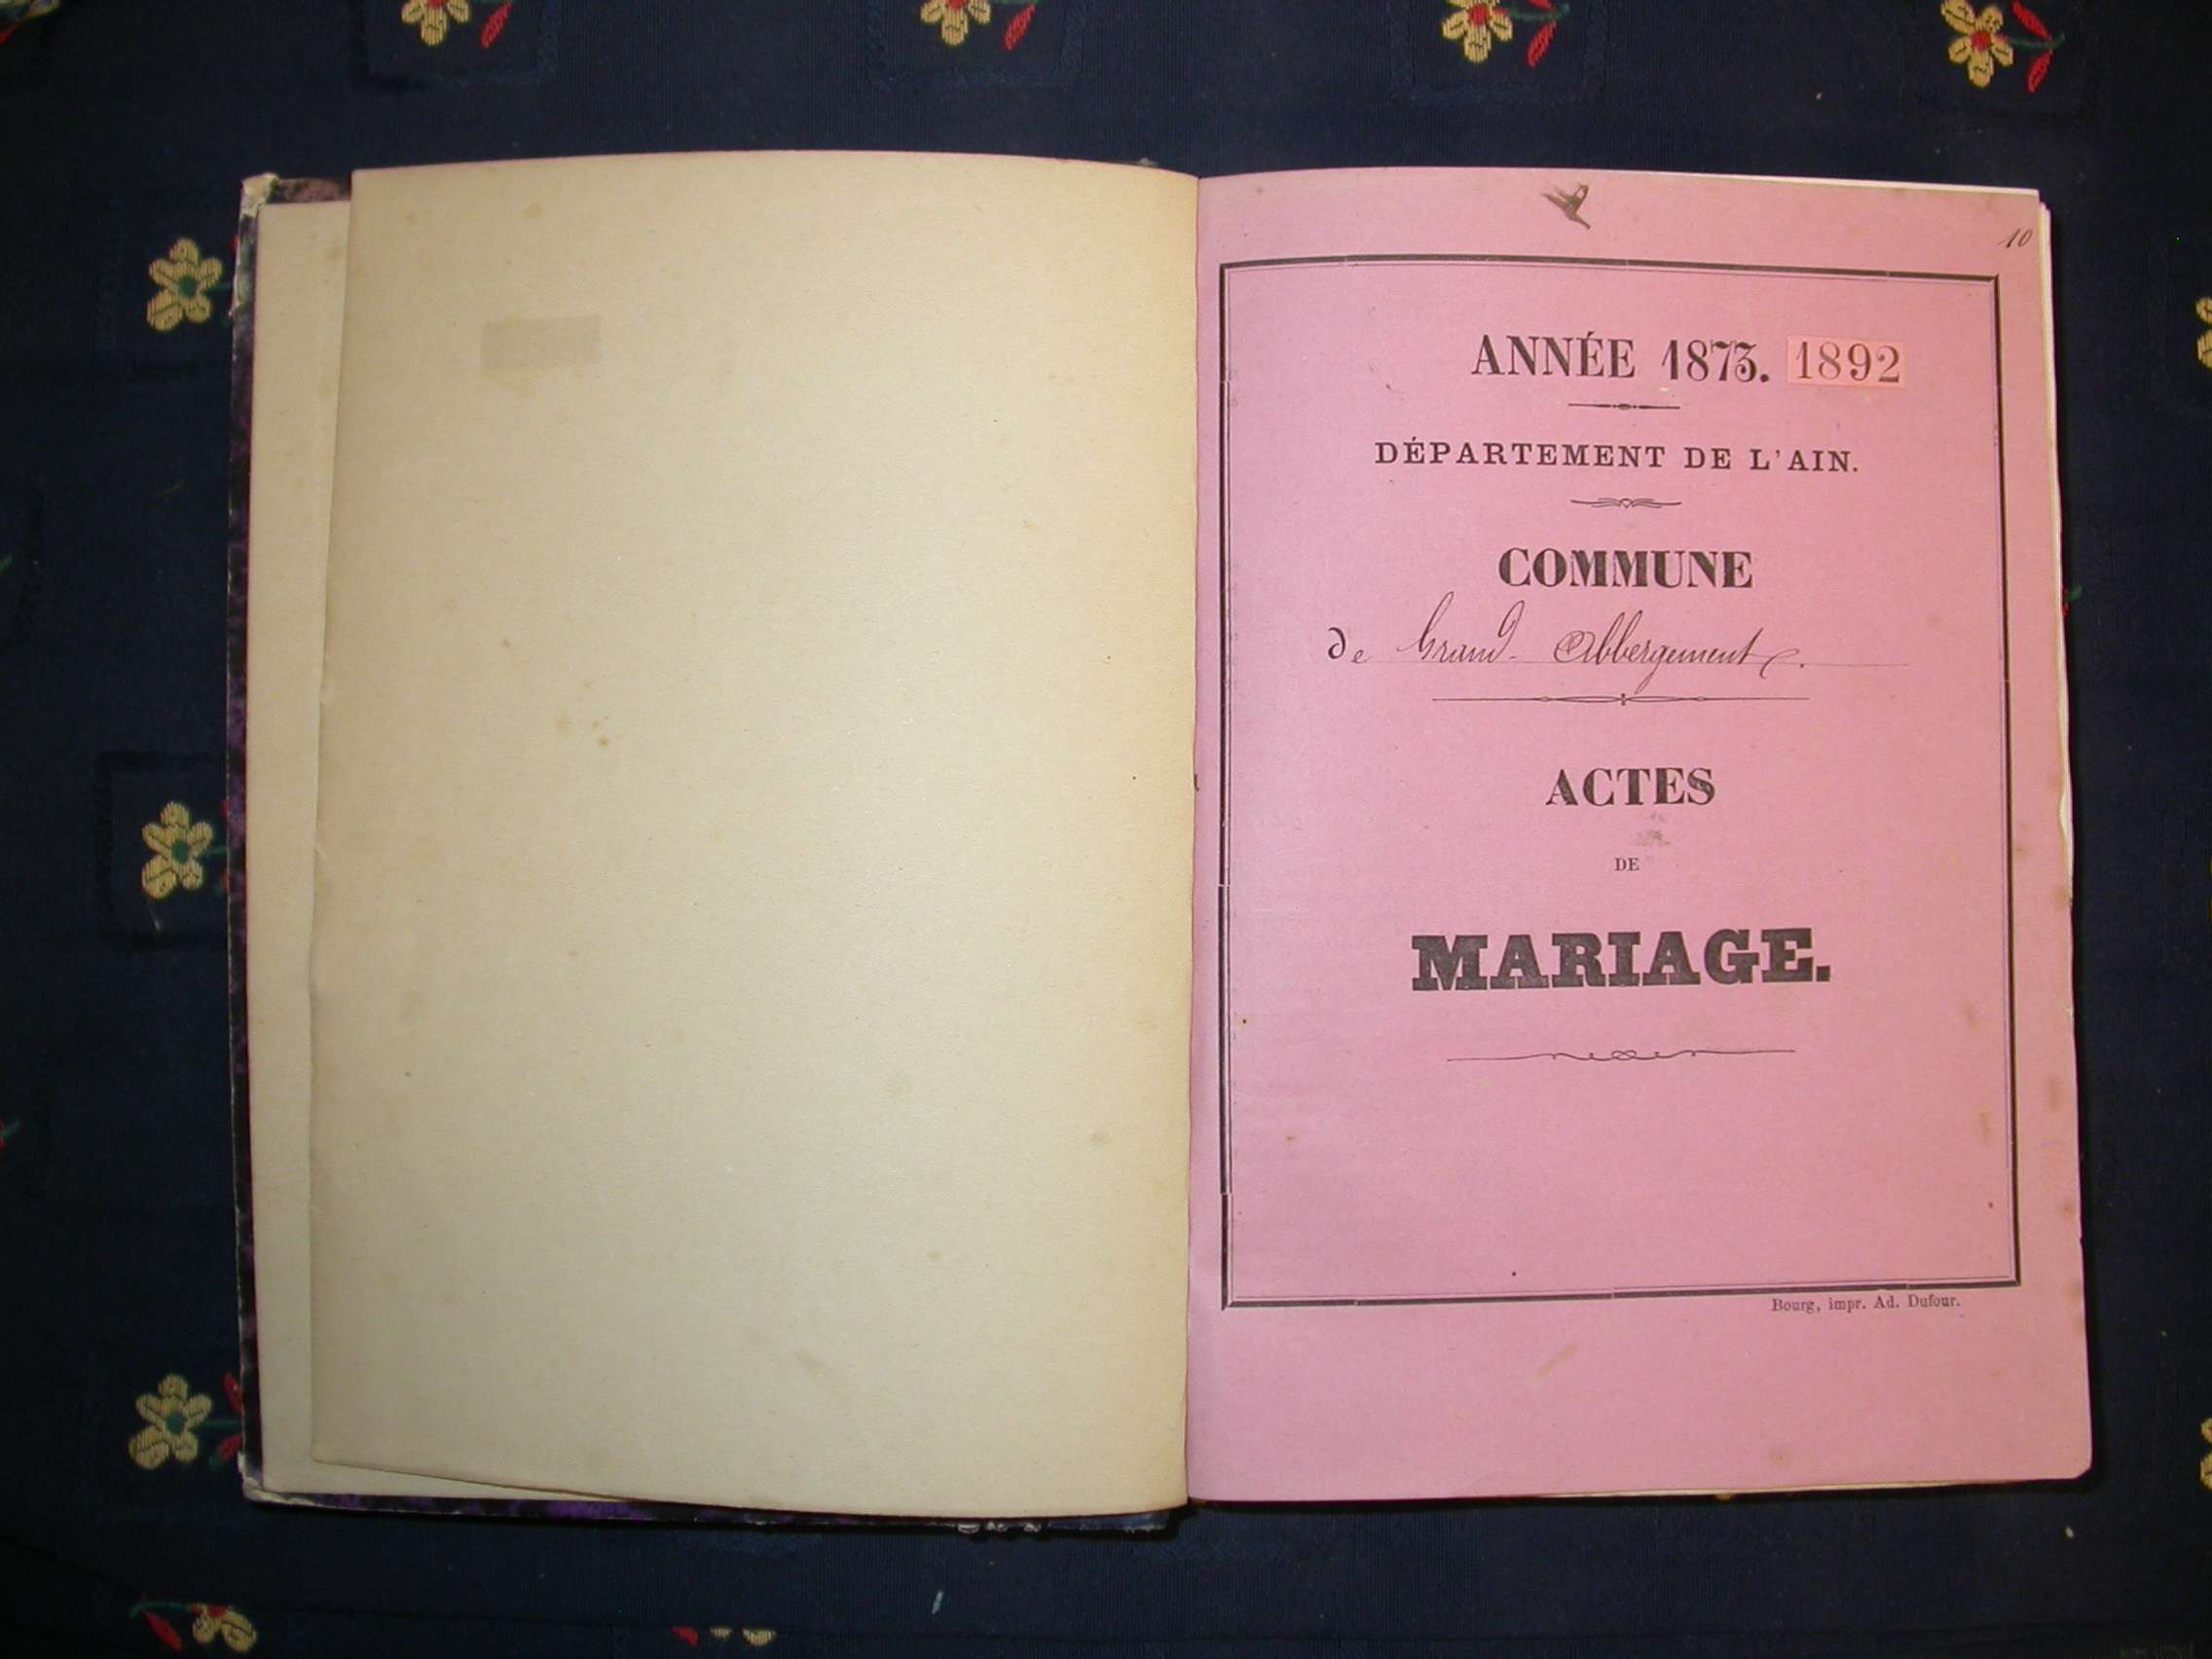 10
ANNÉE 1873. 1892
DÉPARTEMENT DE L'AIN.
COMMUNE
de Grand-Abbergement.
ACTES
DE
MARIAGE.
Bourg, impr. Ad. Dufour.